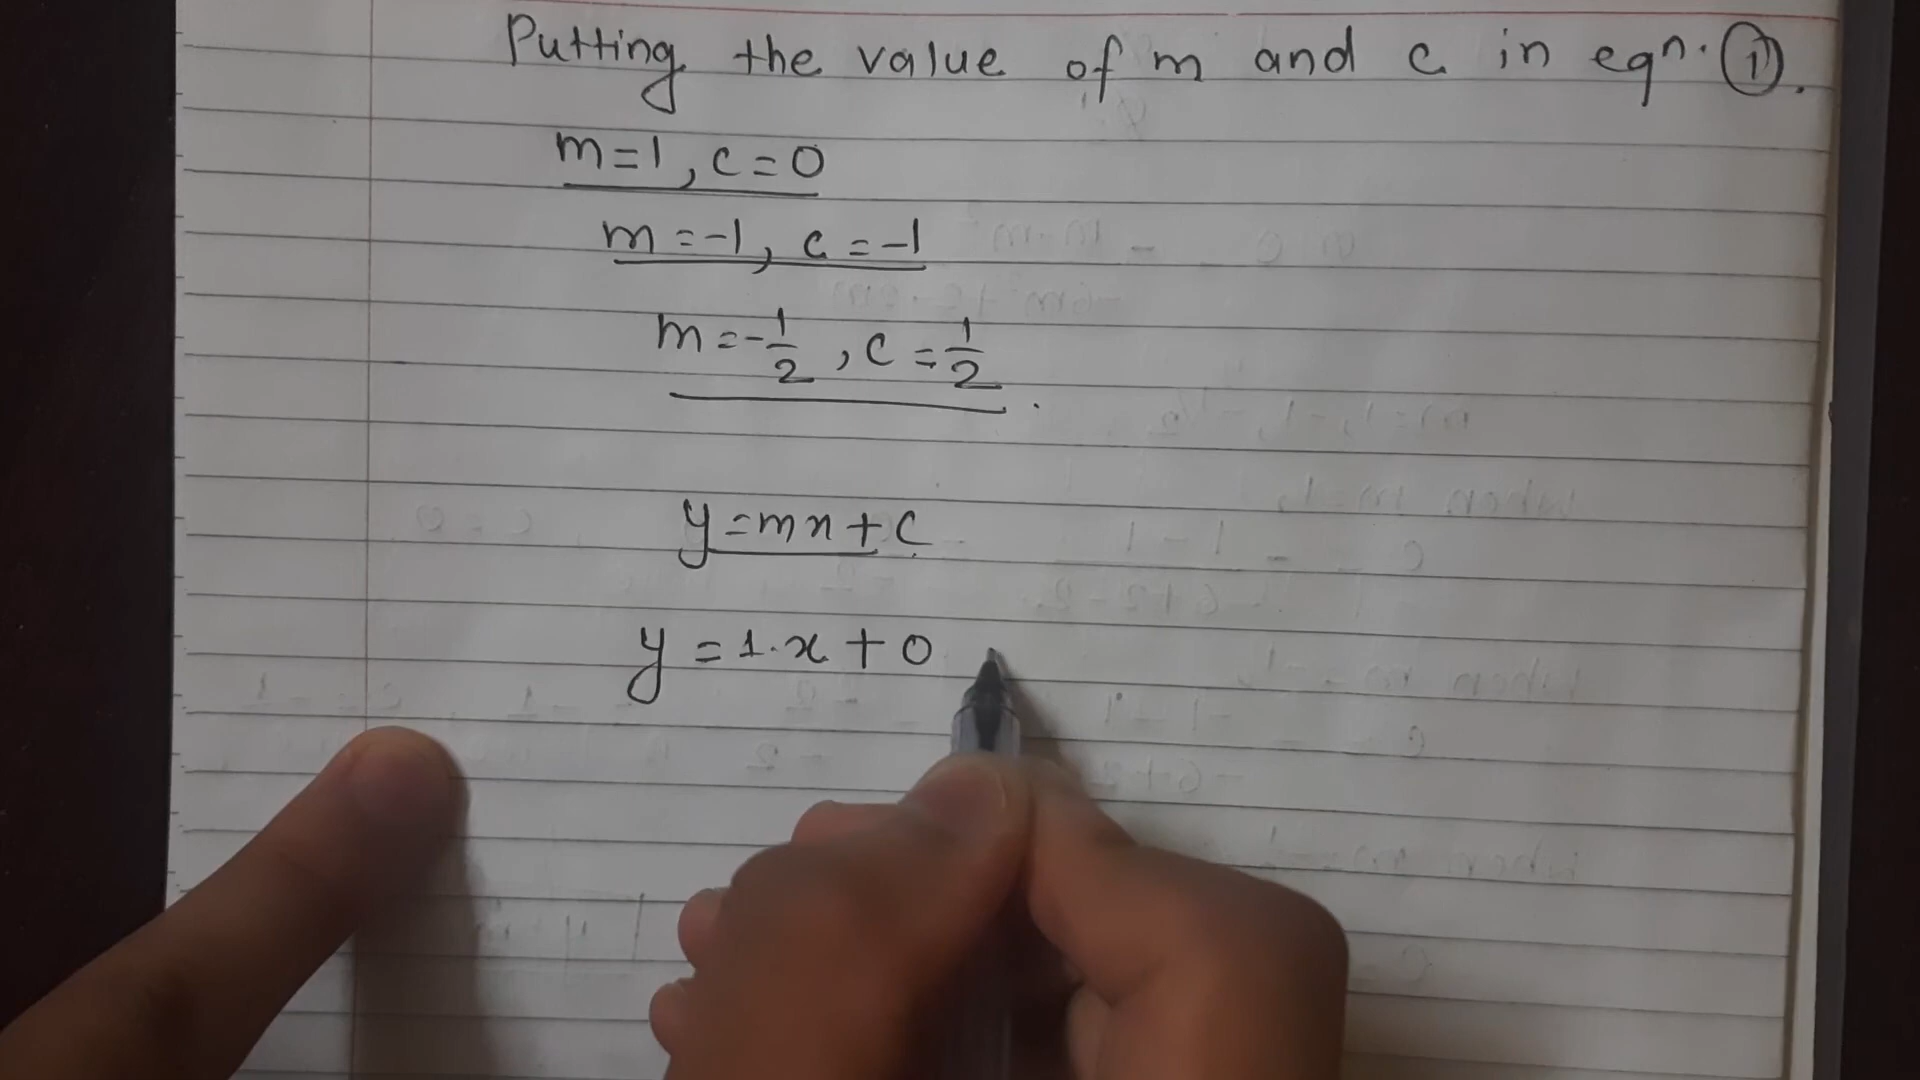 Putting the value of m and c in eqn. ①.
m=1, c=0
m=-1, c=-1
m=-1/2, c=1/2.
y=mx+c
y=1.x+0